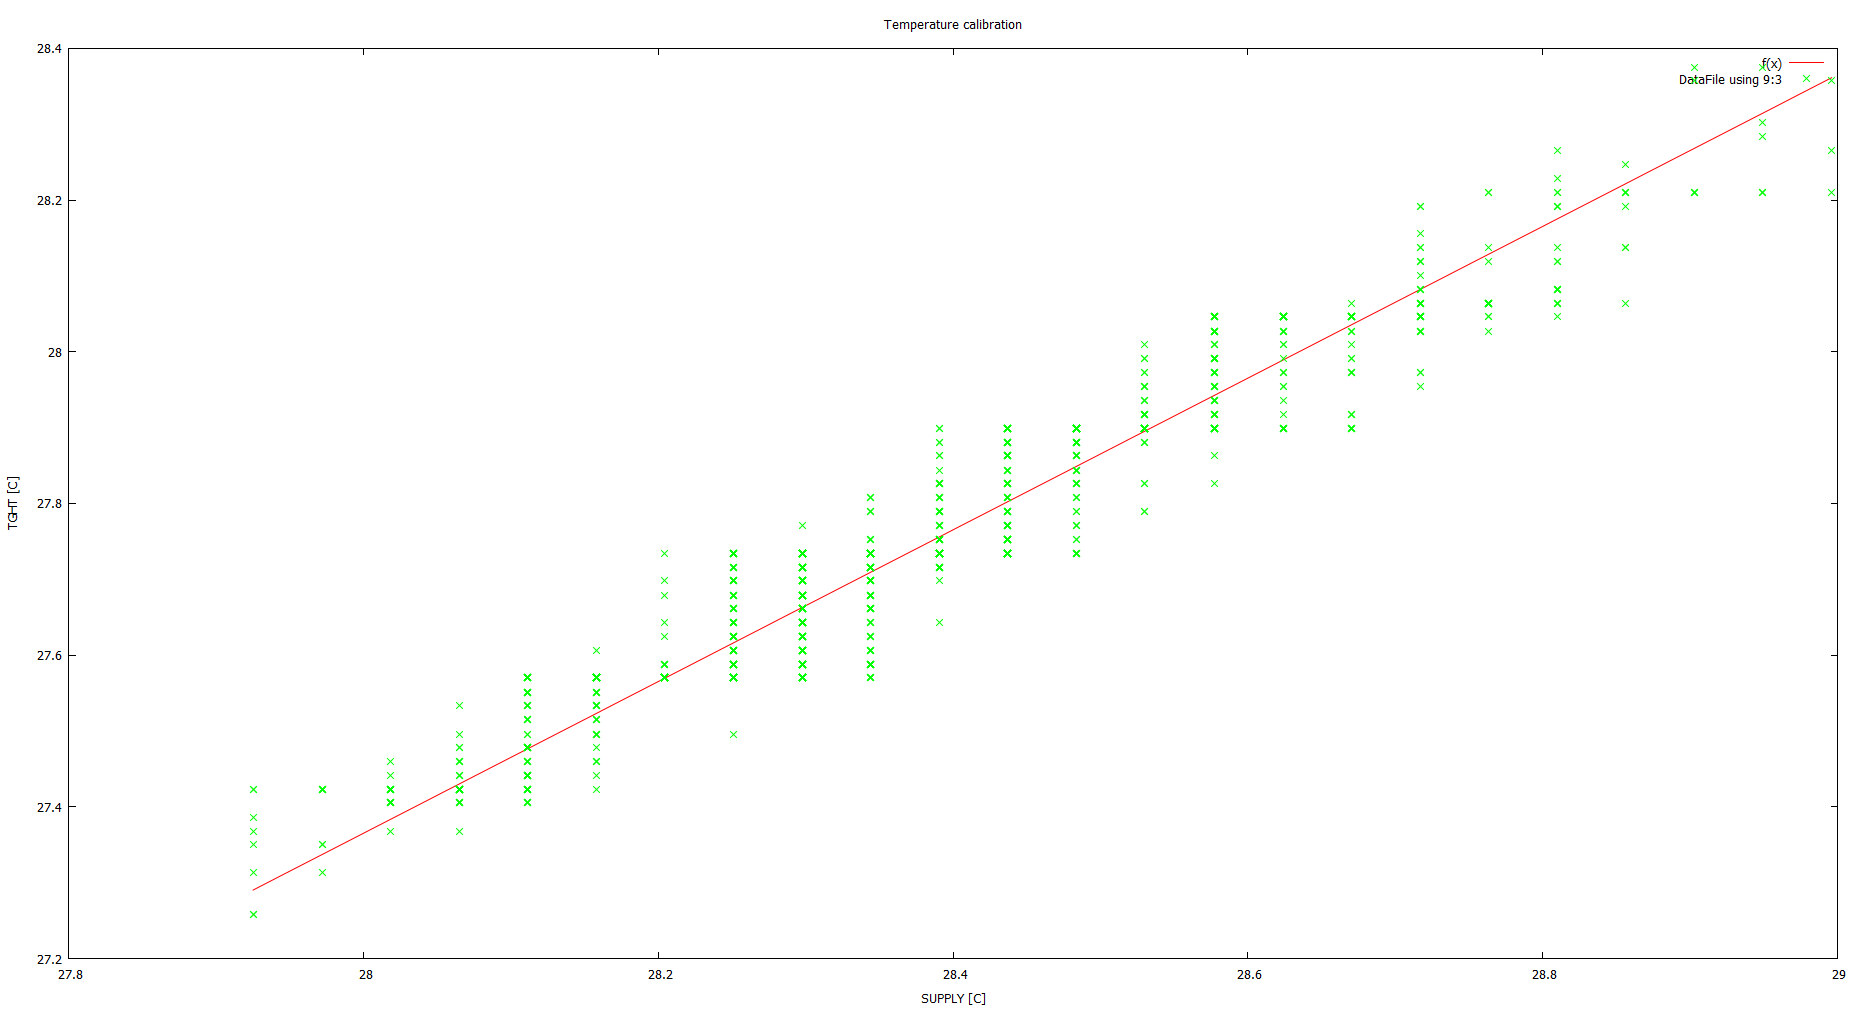 Temperature calibration
28.4
28.2
28
27.8
27.6
27.4
27.2
TGHT [C]
f(x)
DataFile using 9:3
27.8
28
28.2
28.4
28.6
28.8
29
SUPPLY [C]